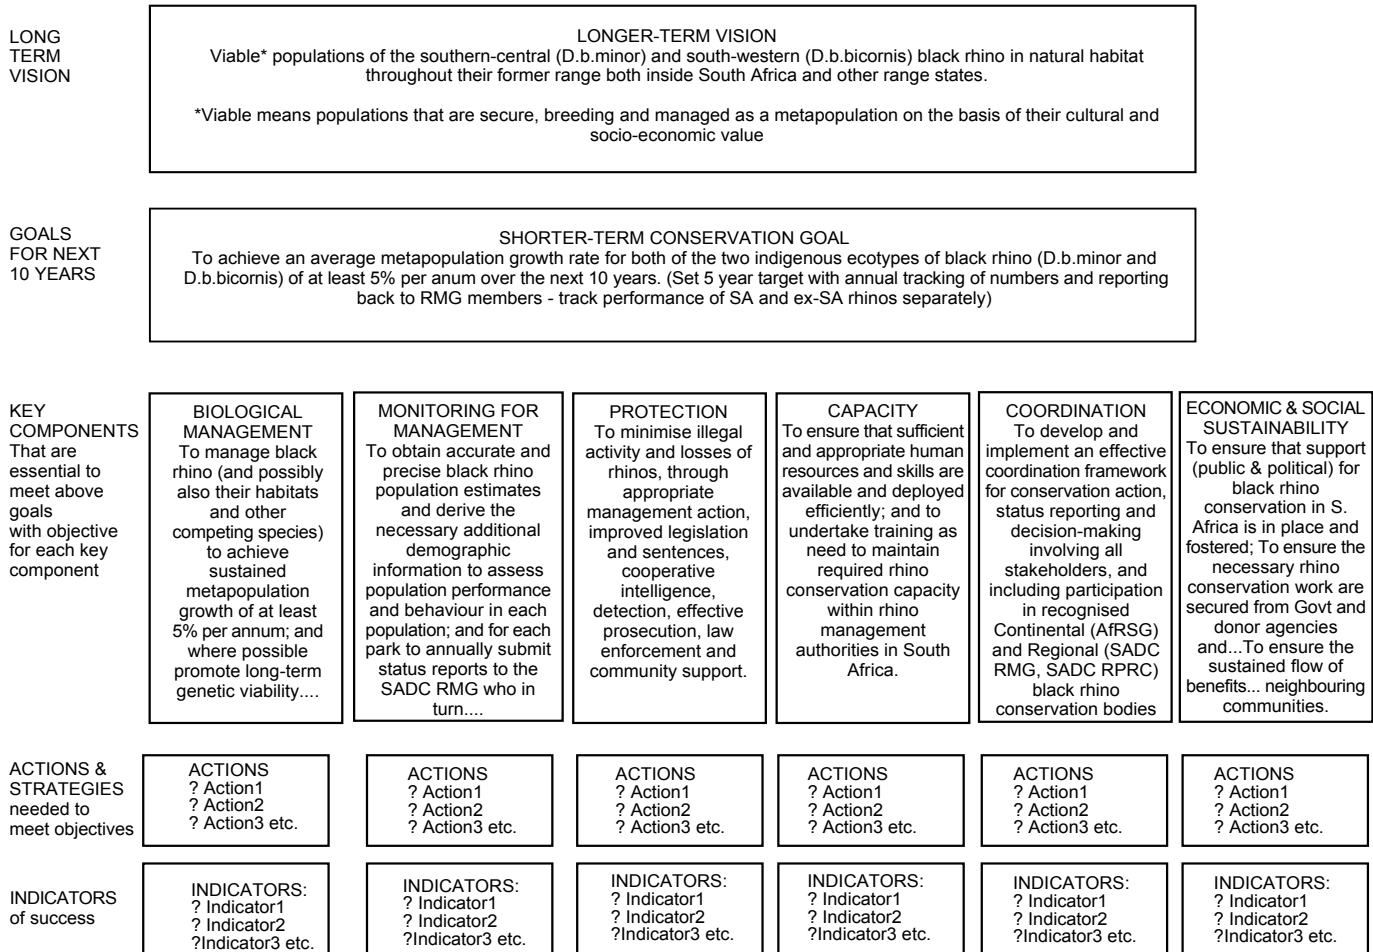 LONG
TERM
VISION
LONGER-TERM VISION
Viable* populations of the southern-central (D.b.minor) and south-western (D.b.bicornis) black rhino in natural habitat
throughout their former range both inside South Africa and other range states.
*Viable means populations that are secure, breeding and managed as a metapopulation on the basis of their cultural and
socio-economic value
GOALS
FOR NEXT
10 YEARS
SHORTER-TERM CONSERVATION GOAL
To achieve an average metapopulation growth rate for both of the two indigenous ecotypes of black rhino (D.b.minor and
D.b.bicornis) of at least 5% per anum over the next 10 years. (Set 5 year target with annual tracking of numbers and reporting
back to RMG members - track performance of SA and ex-SA rhinos separately)
KEY
COMPONENTS
That are
essential to
meet above
goals
with objective
for each key
component
BIOLOGICAL
MANAGEMENT
To manage black
rhino (and possibly
also their habitats
and other
competing species)
to achieve
sustained
metapopulation
growth of at least
5% per annum; and
where possible
promote long-term
genetic viability....
MONITORING FOR
MANAGEMENT
To obtain accurate and
precise black rhino
population estimates
and derive the
necessary additional
demographic
information to assess
population performance
and behaviour in each
population; and for each
park to annually submit
status reports to the
SADC RMG who in
turn....
PROTECTION
To minimise illegal
activity and losses of
rhinos, through
appropriate
management action,
improved legislation
and sentences,
cooperative
intelligence,
detection, effective
prosecution, law
enforcement and
community support.
CAPACITY
To ensure that sufficient
and appropriate human
resources and skills are
available and deployed
efficiently; and to
undertake training as
need to maintain
required rhino
conservation capacity
within rhino
management
authorities in South
Africa.
COORDINATION
To develop and
implement an effective
coordination framework
for conservation action,
status reporting and
decision-making
involving all
stakeholders, and
including participation
in recognised
Continental (AfRSG)
and Regional (SADC
RMG, SADC RPRC)
black rhino
conservation bodies
ECONOMIC & SOCIAL
SUSTAINABILITY
To ensure that support
(public & political) for
black rhino
conservation in S.
Africa is in place and
fostered; To ensure the
necessary rhino
conservation work are
secured from Govt and
donor agencies
and...To ensure the
sustained flow of
benefits... neighbouring
communities.
ACTIONS &
STRATEGIES
needed to
meet objectives
ACTIONS
? Action1
? Action2
? Action3 etc.
ACTIONS
? Action1
? Action2
? Action3 etc.
ACTIONS
? Action1
? Action2
? Action3 etc.
ACTIONS
? Action1
? Action2
? Action3 etc.
ACTIONS
? Action1
? Action2
? Action3 etc.
ACTIONS
? Action1
? Action2
? Action3 etc.
INDICATORS
of success
INDICATORS:
? Indicator1
? Indicator2
?Indicator3 etc.
INDICATORS:
? Indicator1
? Indicator2
?Indicator3 etc.
INDICATORS:
? Indicator1
? Indicator2
?Indicator3 etc.
INDICATORS:
? Indicator1
? Indicator2
?Indicator3 etc.
INDICATORS:
? Indicator1
? Indicator2
?Indicator3 etc.
INDICATORS:
? Indicator1
? Indicator2
?Indicator3 etc.